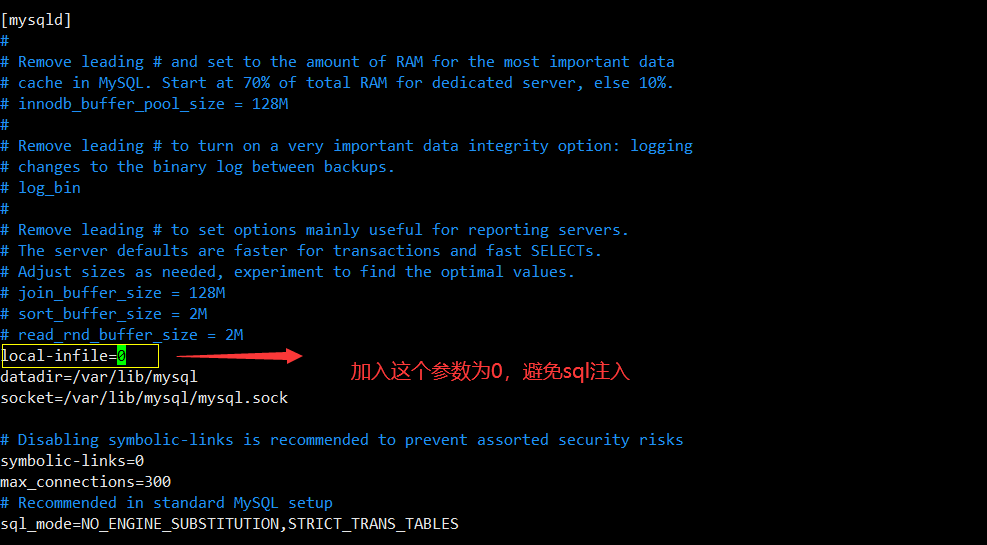 [mysqld]
#
# Remove leading # and set to the amount of RAM for the most important data
# cache in MySQL. Start at 70% of total RAM for dedicated server, else 10%.
# innodb_buffer_pool_size = 128M
#
# Remove leading # to turn on a very important data integrity option: logging
# changes to the binary log between backups.
# log_bin
#
# Remove leading # to set options mainly useful for reporting servers.
# The server defaults are faster for transactions and fast SELECTs.
# Adjust sizes as needed, experiment to find the optimal values.
# join_buffer_size = 128M
# sort_buffer_size = 2M
# read_rnd_buffer_size = 2M
local-infile=0
加入这个参数为0，避免sql注入
datadir=/var/lib/mysql
socket=/var/lib/mysql/mysql.sock
# Disabling symbolic-links is recommended to prevent assorted security risks
symbolic-links=0
max_connections=300
# Recommended in standard MySQL setup
sql_mode=NO_ENGINE_SUBSTITUTION,STRICT_TRANS_TABLES